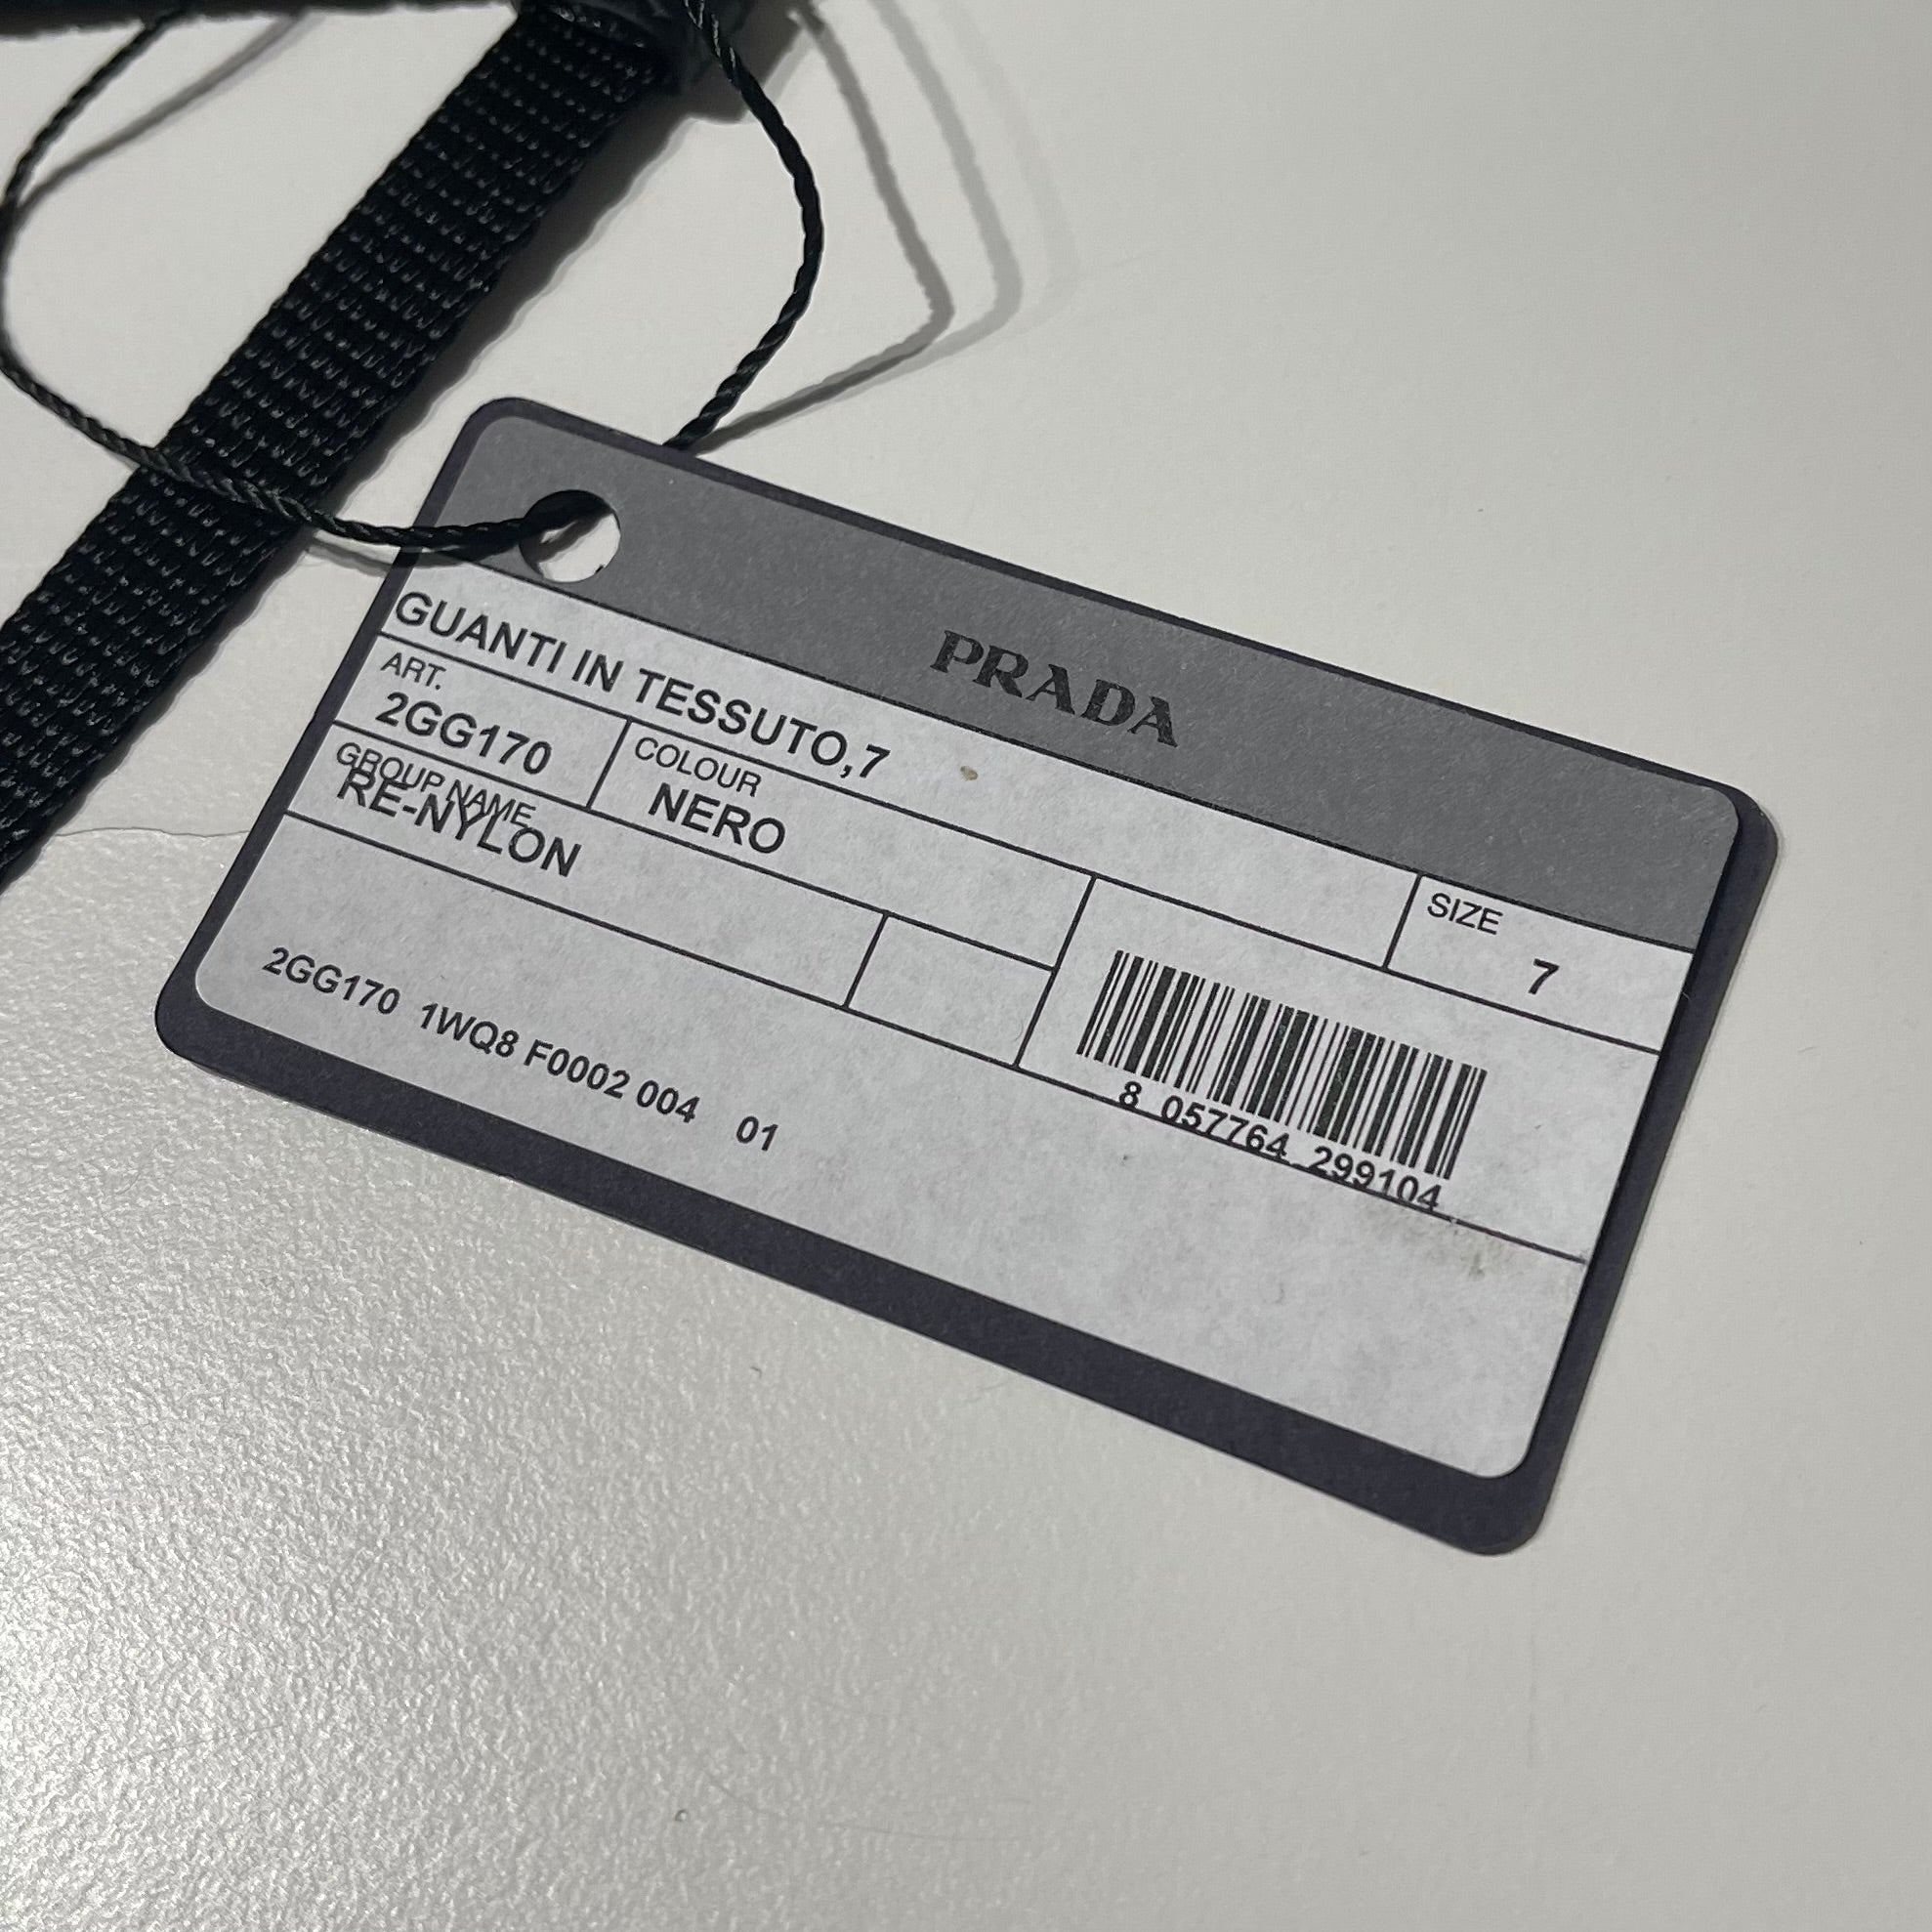 PRADA
GUANTI IN TESSUTO,7
SIZE
7
ART.
2GG170
COLOUR
NERO
GROUP NAME
RE-NYLON
8 057764 299104
2GG170 1WQ8 F0002 004 01